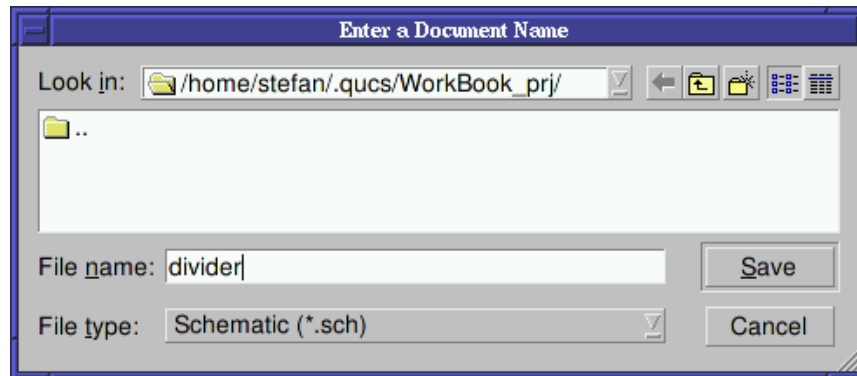 Enter a Document Name
Look in: /home/stefan/.qucs/WorkBook_prj/
..
File name: divider Save
File type: Schematic (*.sch) Cancel